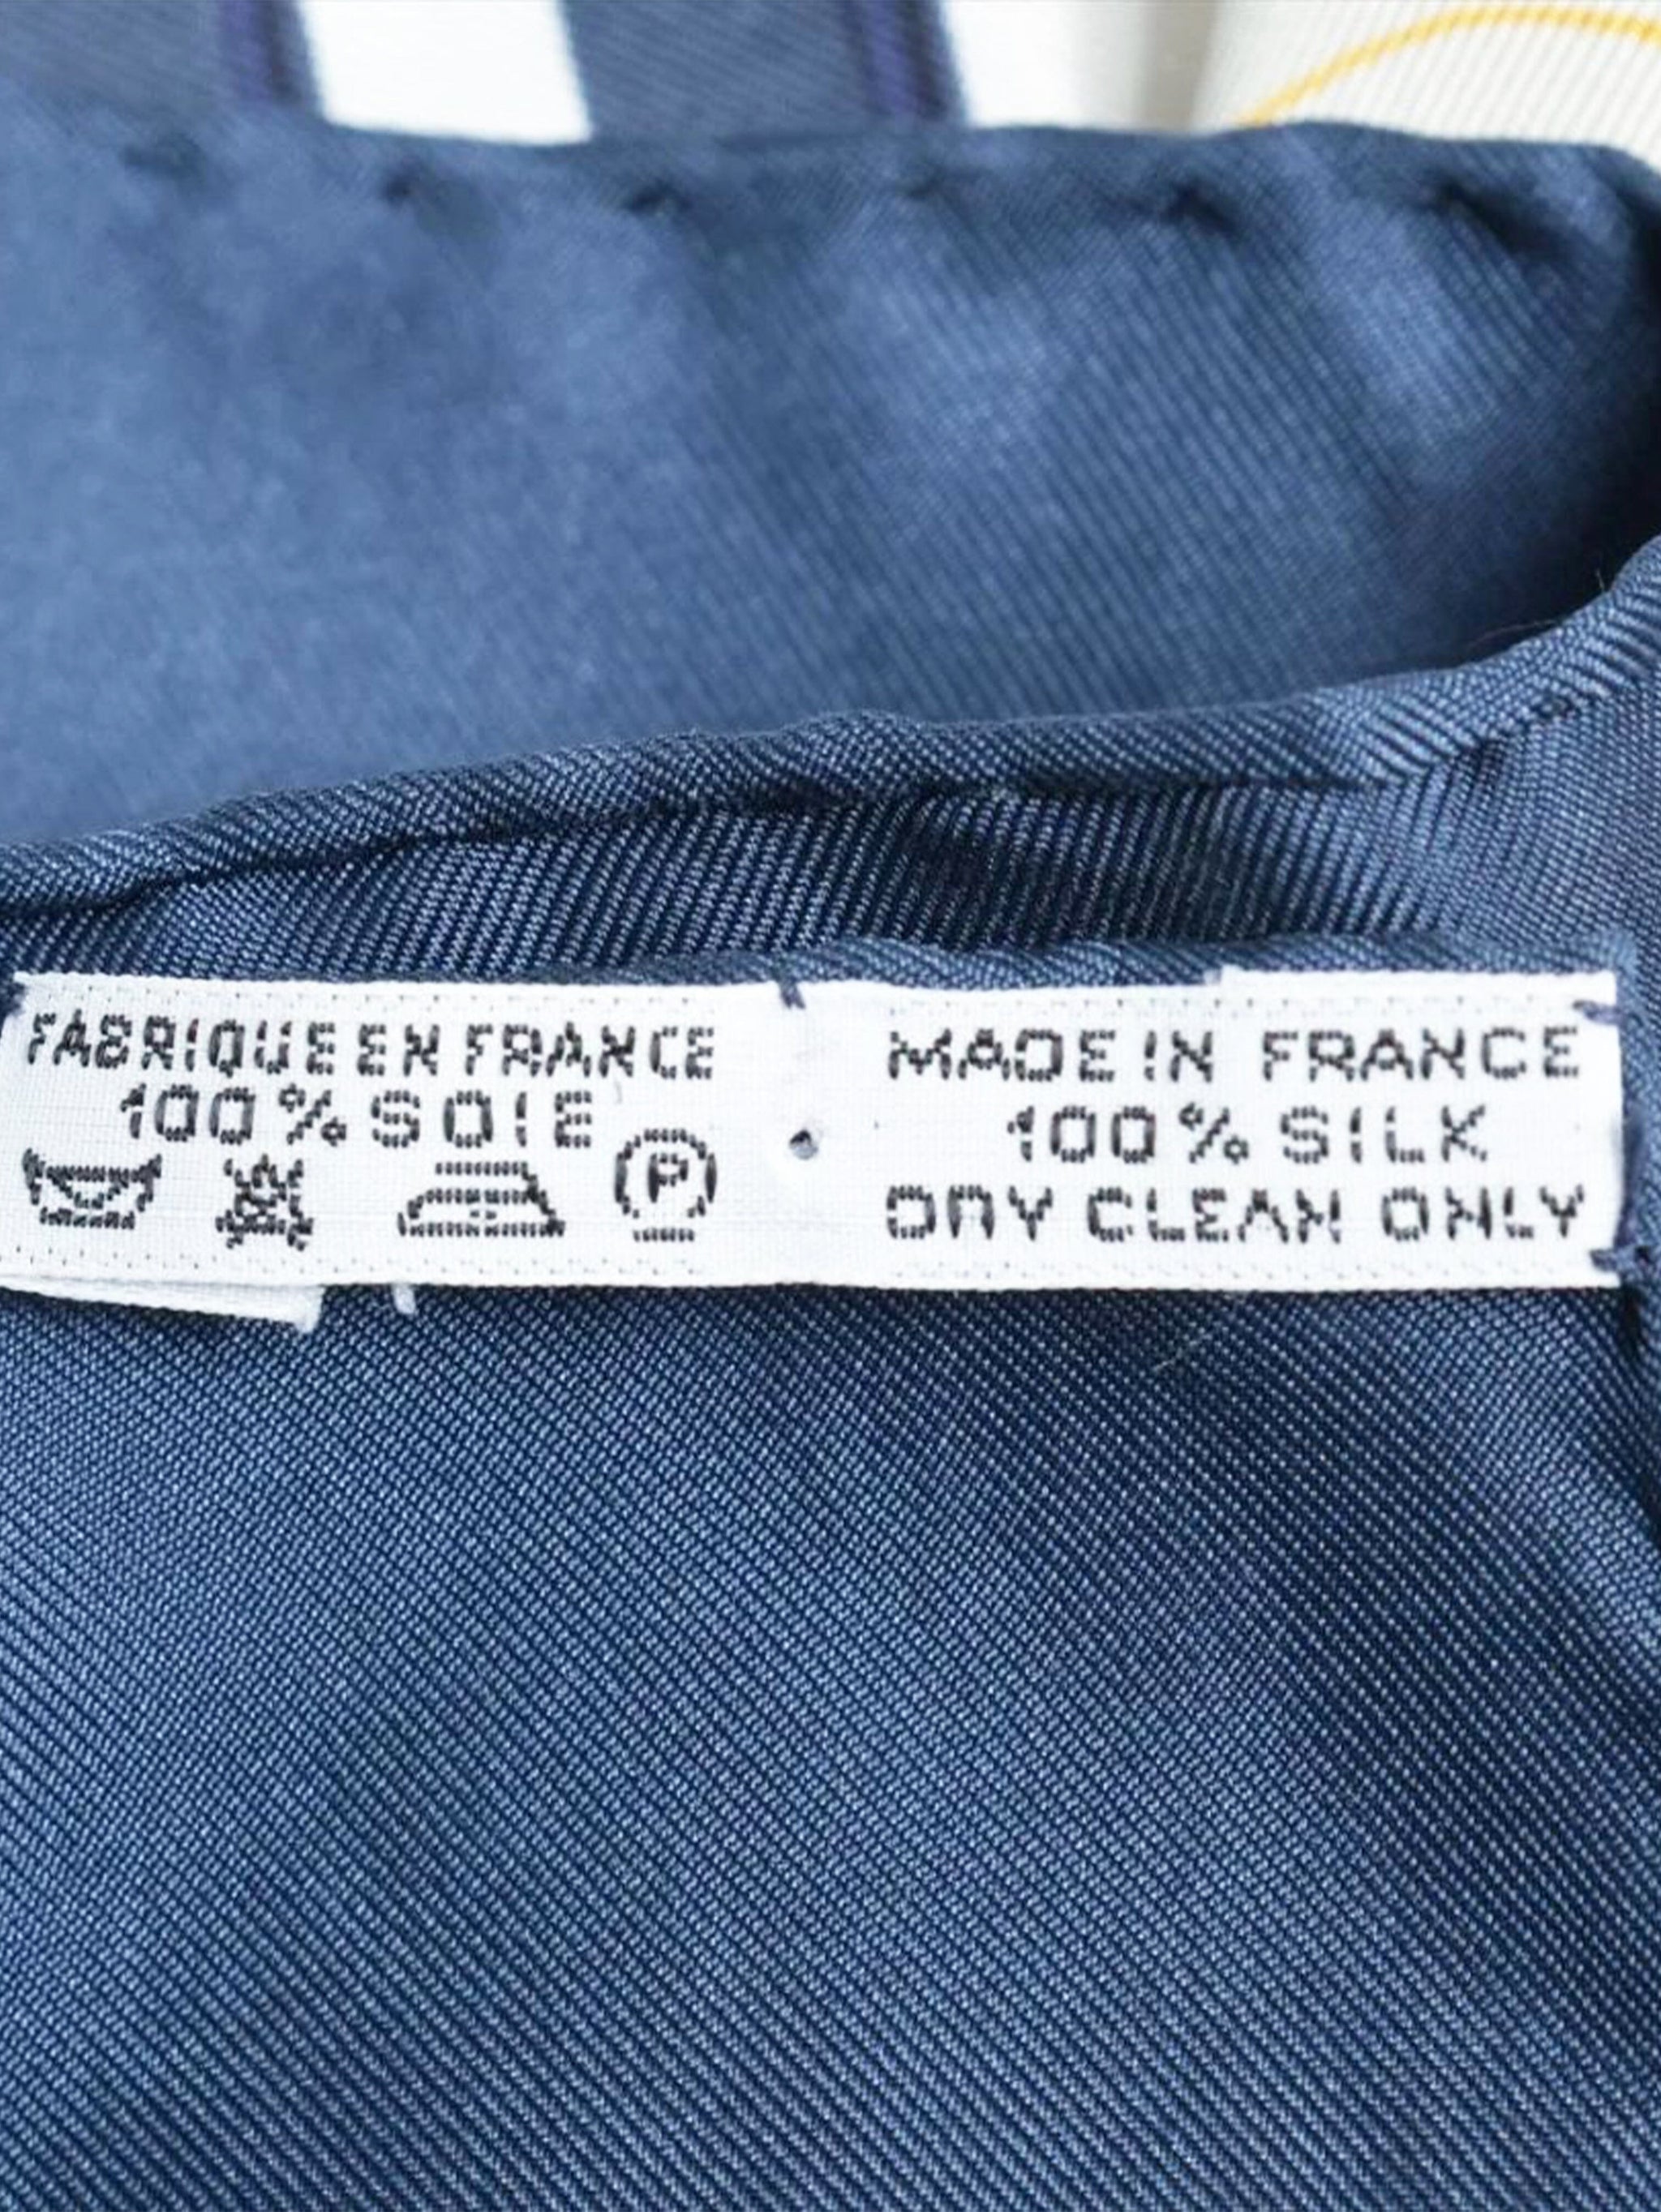 FABRIQUE EN FRANCE
100% SOIE
P
MADE IN FRANCE
100% SILK
DRY CLEAN ONLY